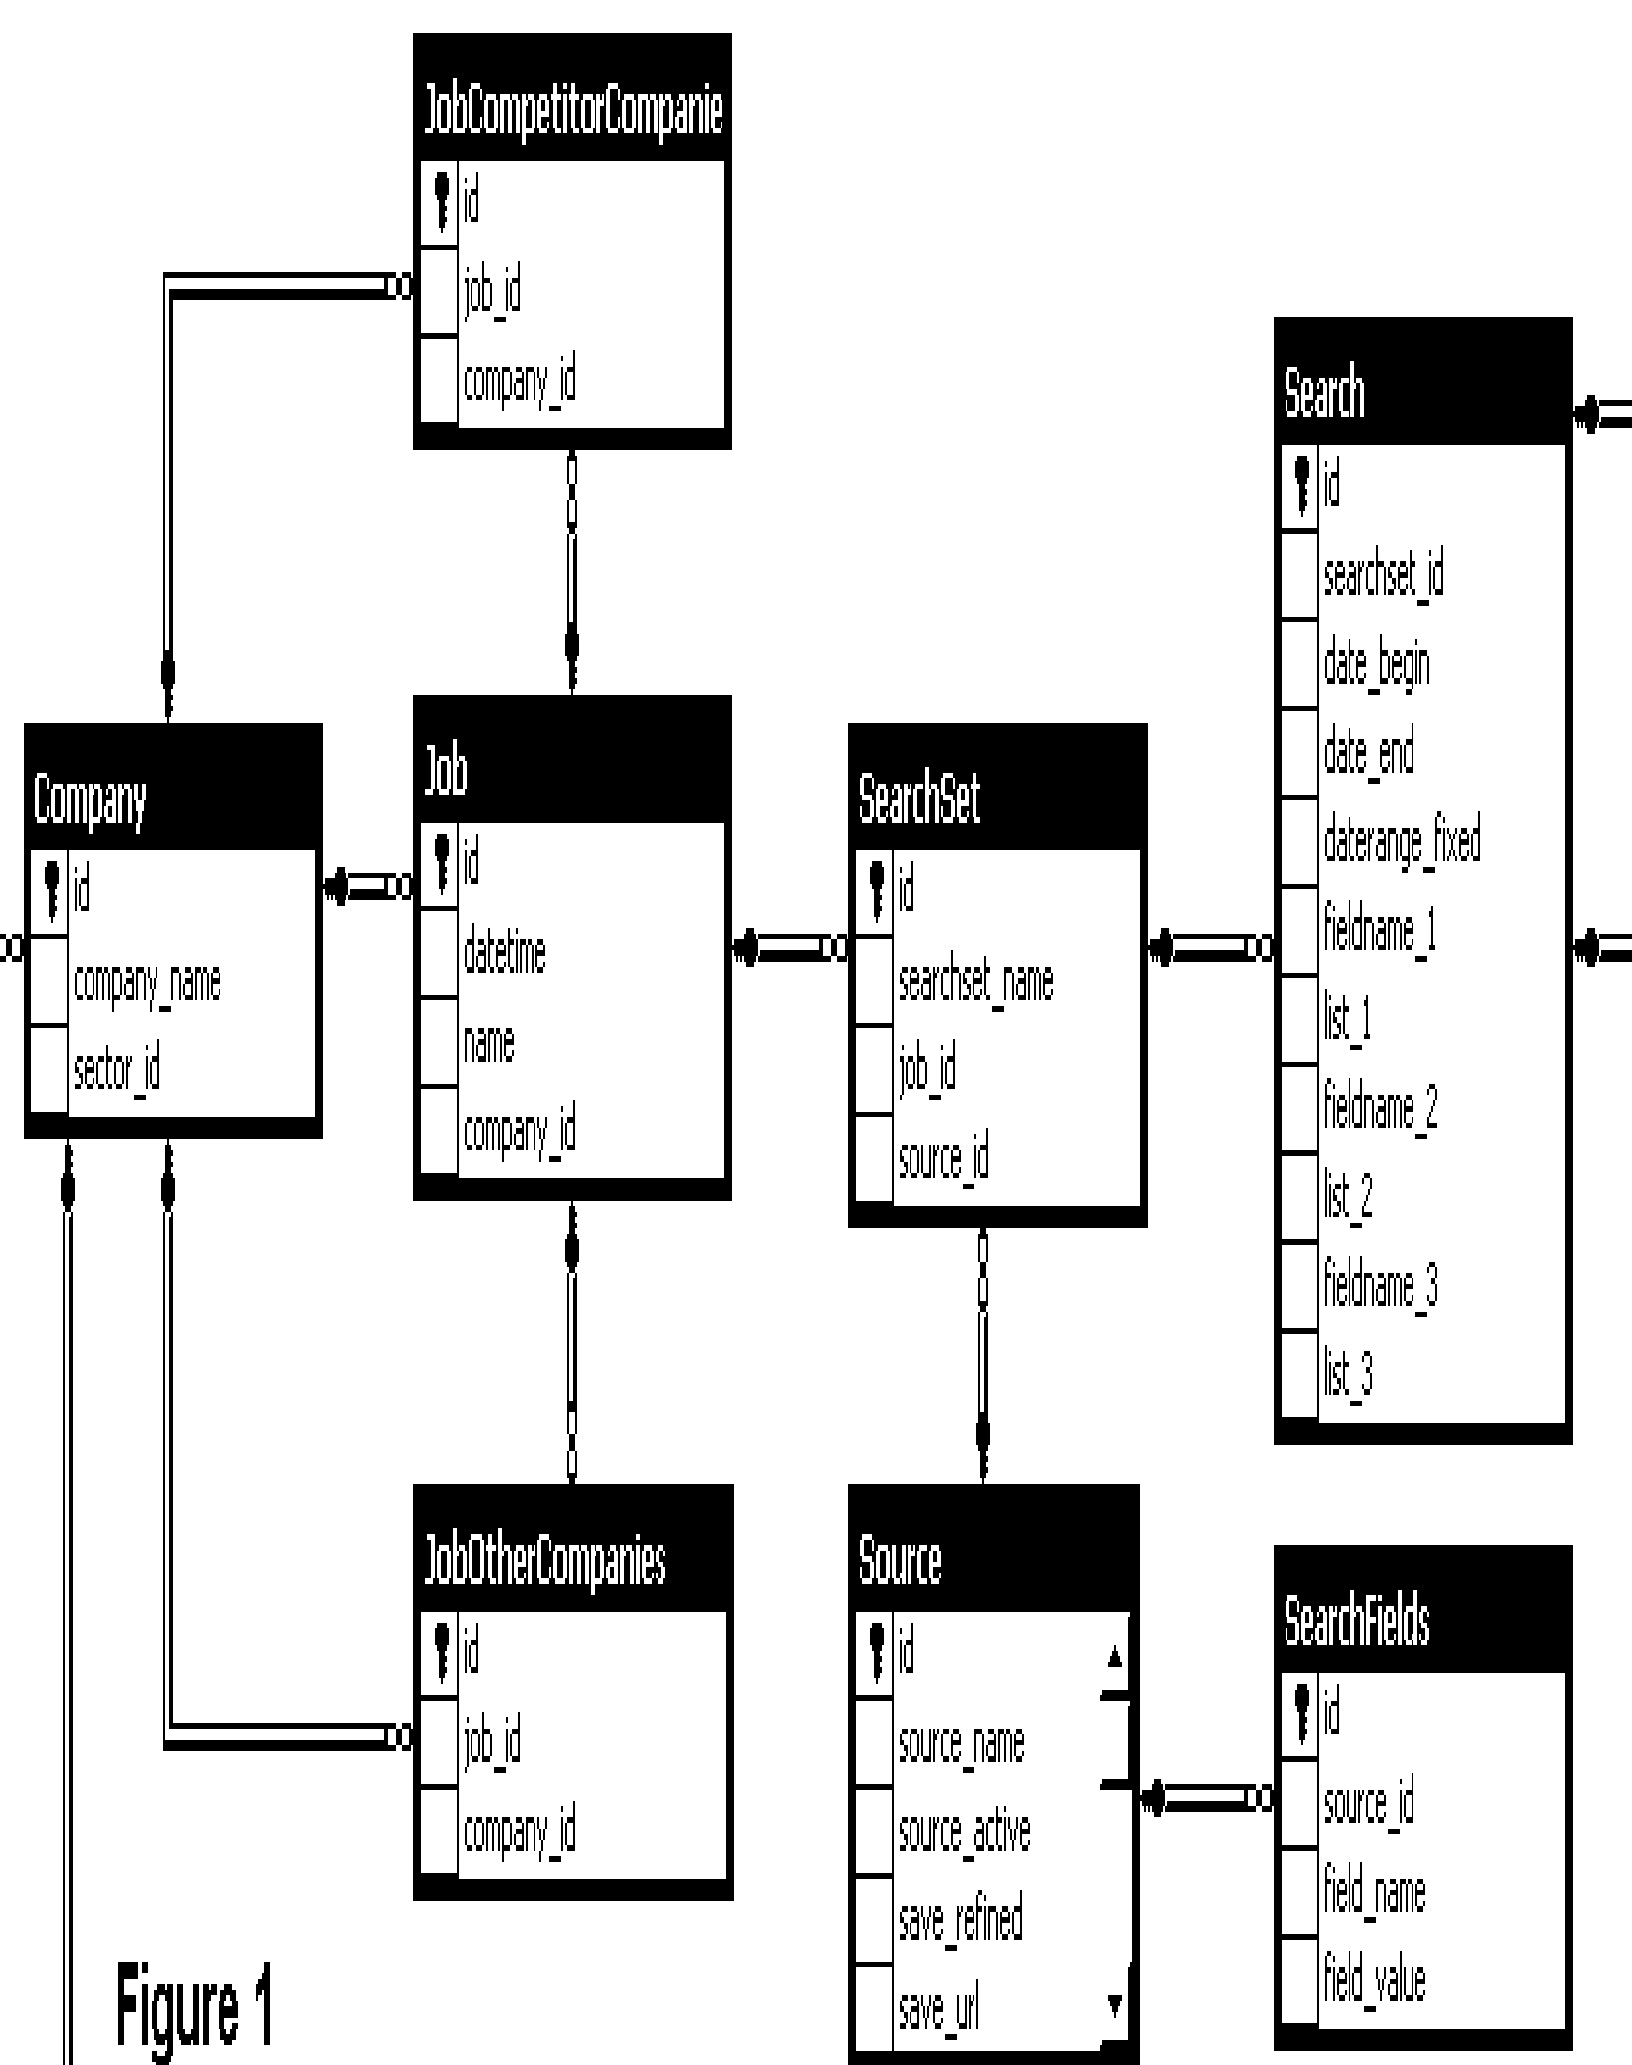 JobCompetitorCompanie
id
job_id
company_id
Company
id
company_name
sector_id
Job
id
datetime
name
company_id
SearchSet
id
searchset_name
job_id
source_id
Search
id
searchset_id
date_begin
date_end
daterange_fixed
fieldname_1
list_1
fieldname_2
list_2
fieldname_3
list_3
JobOtherCompanies
id
job_id
company_id
Source
id
source_name
source_active
save_refined
save_url
SearchFields
id
source_id
field_name
field_value
Figure 1